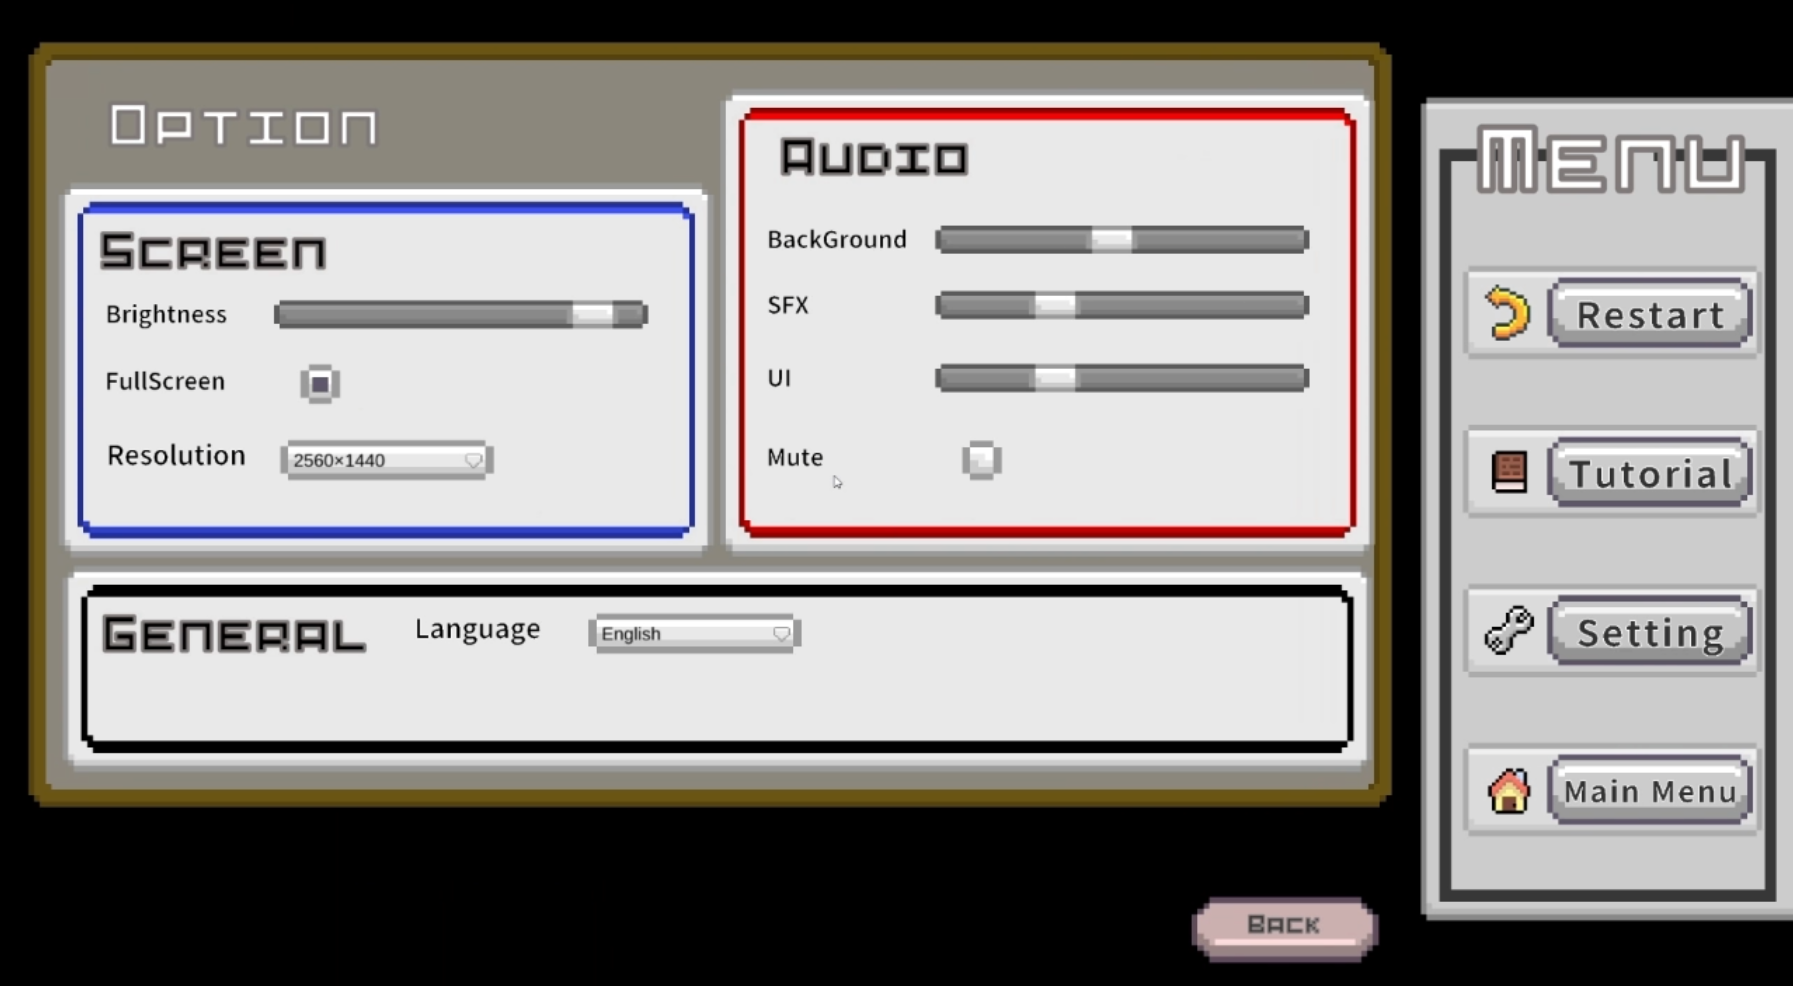 Option
Screen
Brightness
FullScreen
Resolution
2560×1440
Audio
BackGround
SFX
UI
Mute
General
Language
English
Back
Menu
Restart
Tutorial
Setting
Main Menu